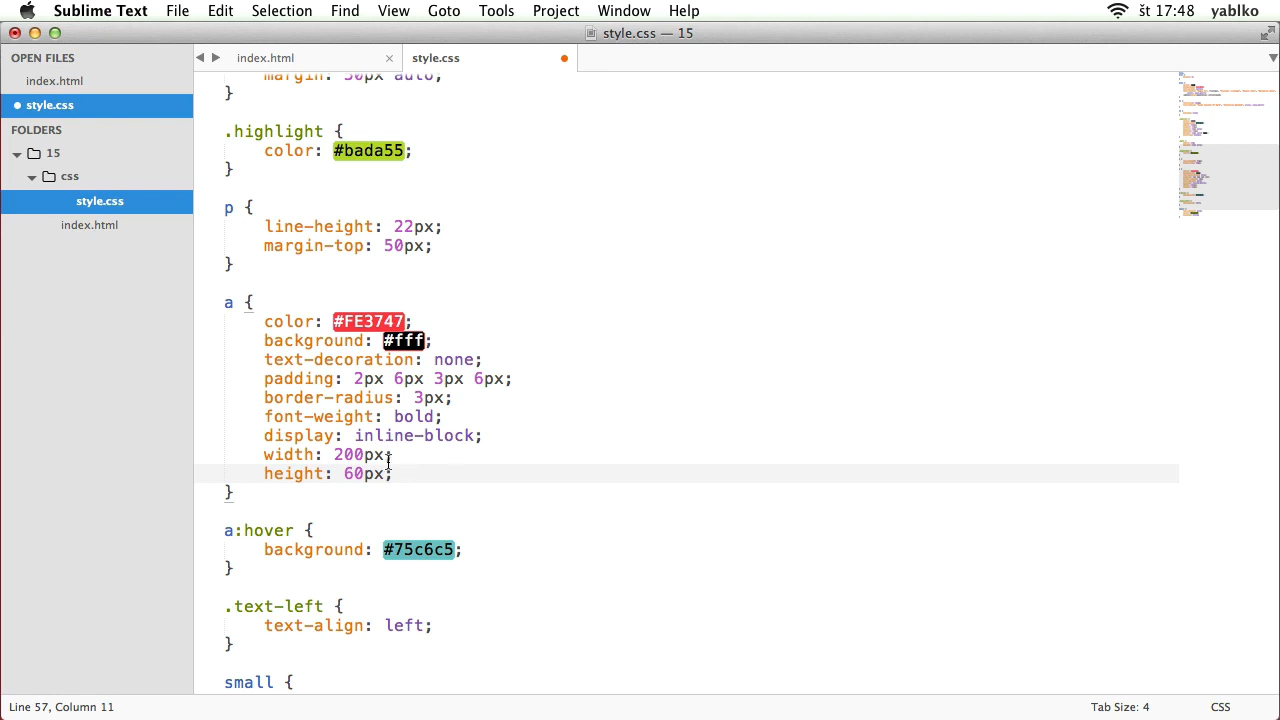 Sublime Text File Edit Selection Find View Goto Tools Project Window Help št 17:48 yablko
style.css — 15
OPEN FILES
index.html
style.css
FOLDERS
15
css
style.css
index.html
index.html style.css
margin: 50px auto;
}
.highlight {
color: #bada55;
}
p {
line-height: 22px;
margin-top: 50px;
}
a {
color: #FE3747;
background: #fff;
text-decoration: none;
padding: 2px 6px 3px 6px;
border-radius: 3px;
font-weight: bold;
display: inline-block;
width: 200px;
height: 60px;
}
a:hover {
background: #75c6c5;
}
.text-left {
text-align: left;
}
small {
Line 57, Column 11 Tab Size: 4 CSS